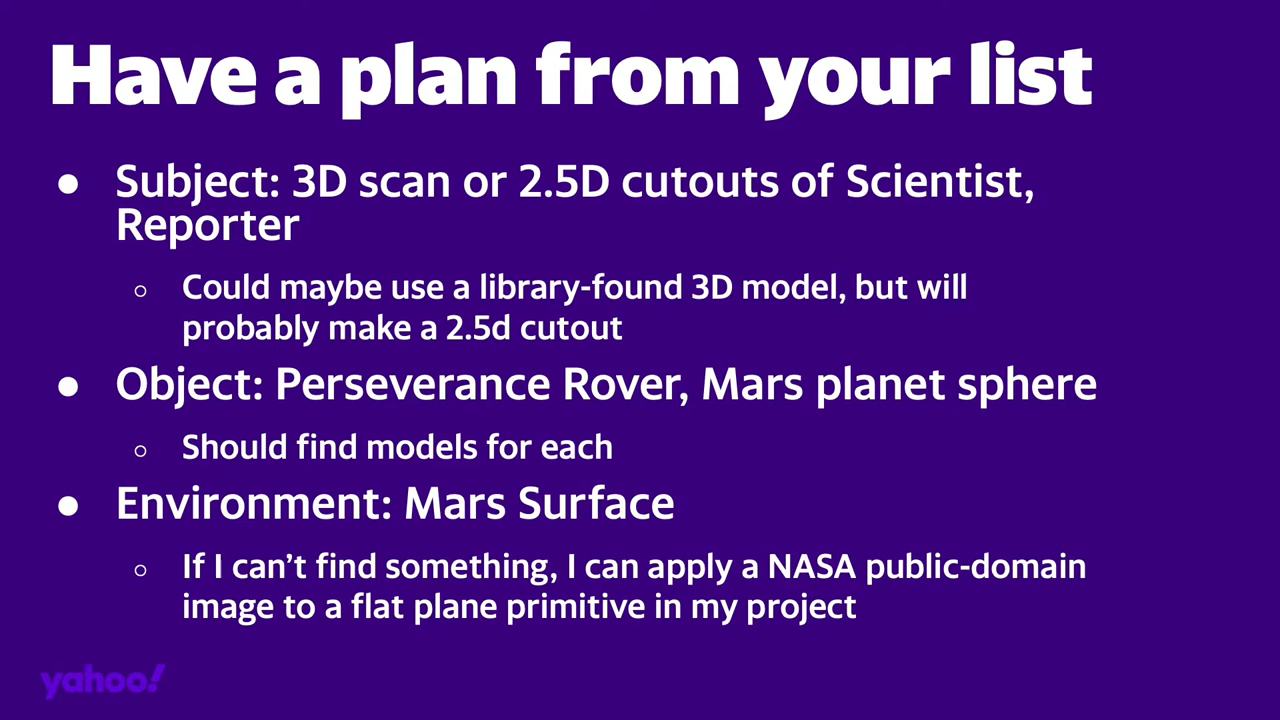 Have a plan from your list
● Subject: 3D scan or 2.5D cutouts of Scientist,
Reporter
○ Could maybe use a library-found 3D model, but will
probably make a 2.5d cutout
● Object: Perseverance Rover, Mars planet sphere
○ Should find models for each
● Environment: Mars Surface
○ If I can’t find something, I can apply a NASA public-domain
image to a flat plane primitive in my project
yahoo!